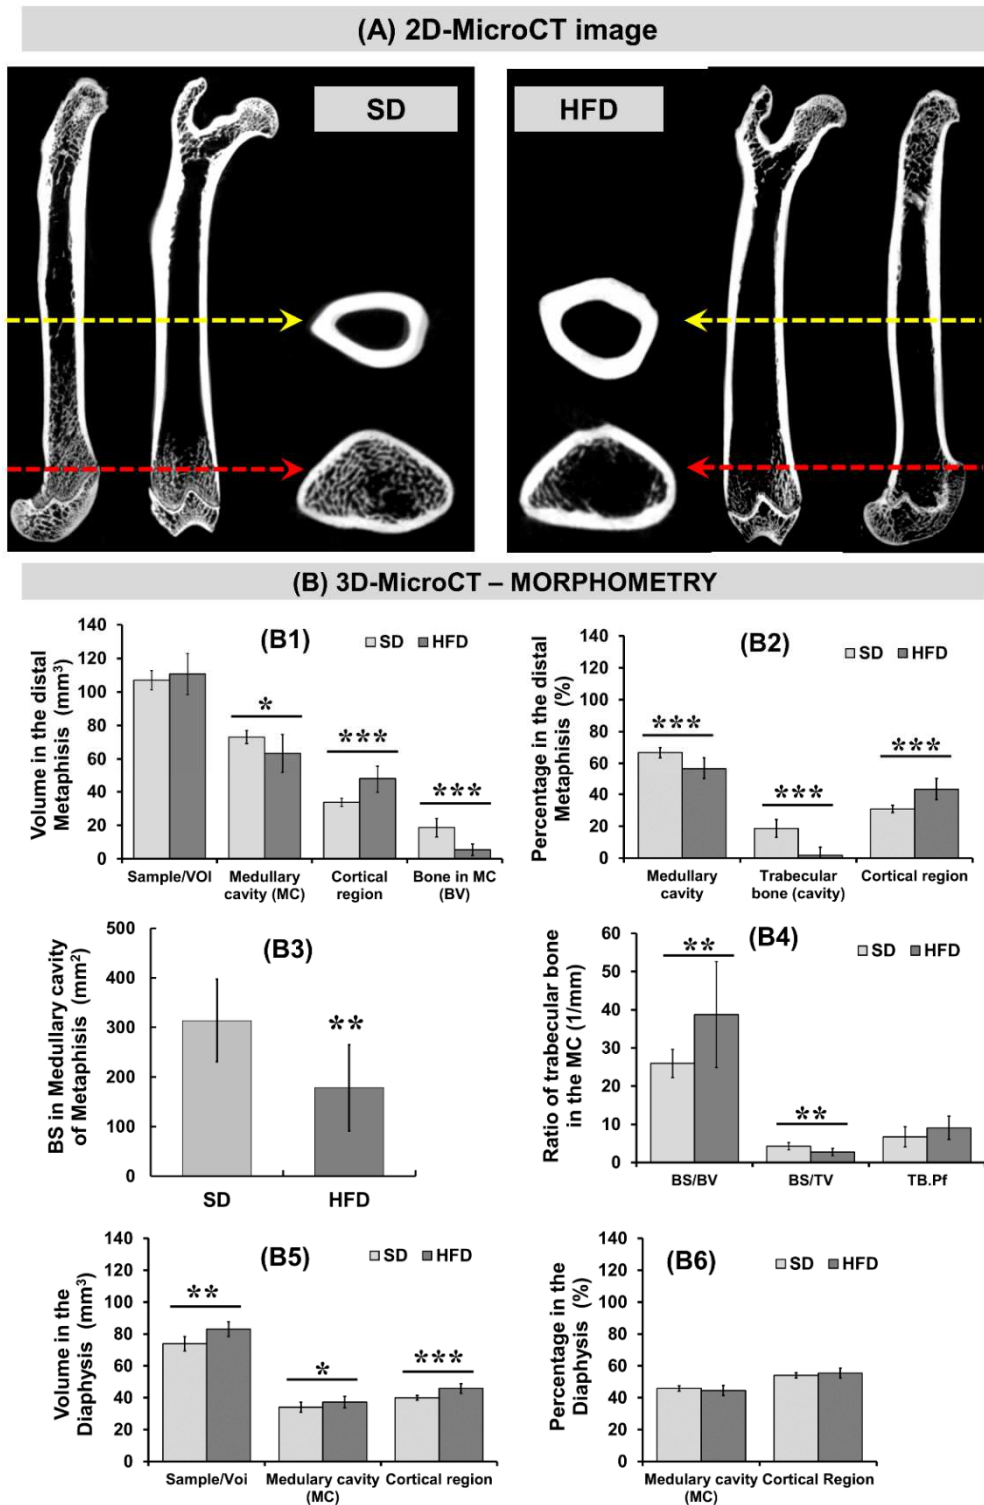 (A) 2D-MicroCT image
SD
HFD
(B) 3D-MicroCT – MORPHOMETRY
(B1)
SD HFD
Volume in the distal
Metaphisis (mm³)
140
120
100
80
60
40
20
0
*
***
***
Sample/VOI Medullary Cortical Bone in MC
cavity (MC) region (BV)
(B2)
SD HFD
Percentage in the distal
Metaphisis (%)
140
120
100
80
60
40
20
0
***
***
***
Medullary Trabecular Cortical region
cavity bone (cavity)
(B3)
BS in Medullary cavity
of Metaphisis (mm²)
500
400
300
200
100
0
**
SD HFD
(B4)
SD HFD
Ratio of trabecular bone
in the MC (1/mm)
60
50
40
30
20
10
0
**
**
BS/BV BS/TV TB.Pf
(B5)
SD HFD
Volume in the
Diaphysis (mm³)
140
120
100
80
60
40
20
0
**
*
***
Sample/Voi Medulary cavity Cortical region
(MC)
(B6)
SD HFD
Percentage in the
Diaphysis (%)
140
120
100
80
60
40
20
0
Medulary cavity Cortical Region
(MC)